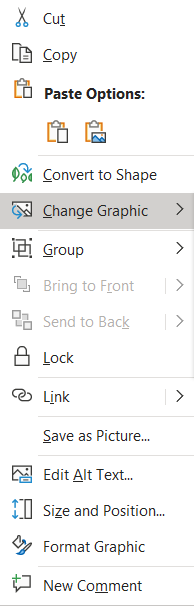 Cut
Copy
Paste Options:
Convert to Shape
Change Graphic
Group
Bring to Front
Send to Back
Lock
Link
Save as Picture...
Edit Alt Text...
Size and Position...
Format Graphic
New Comment